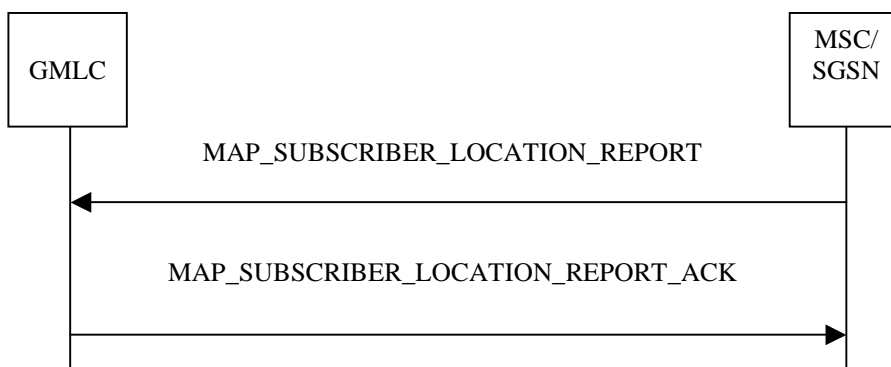 GMLC
MSC/
SGSN
MAP_SUBSCRIBER_LOCATION_REPORT
MAP_SUBSCRIBER_LOCATION_REPORT_ACK